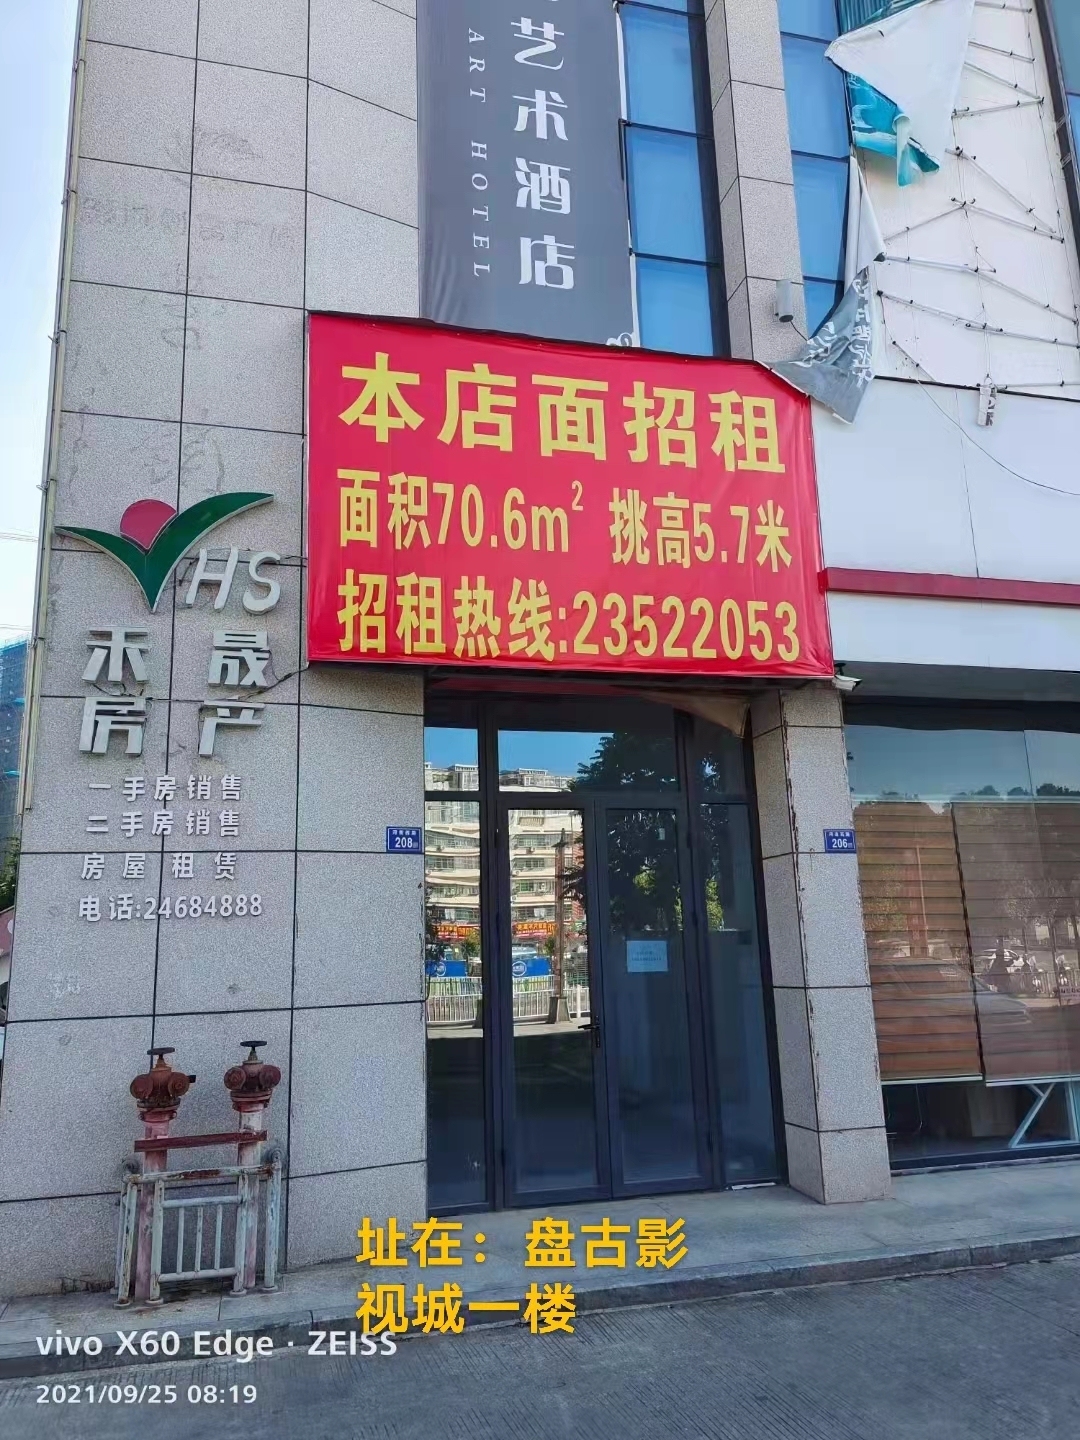 艺术酒店
ART HOTEL
本店面招租
面积70.6m² 挑高5.7米
招租热线:23522053
HS
禾晟
房产
一手房销售
二手房销售
房屋租赁
电话:24684888
208
206
址在：盘古影
视城一楼
vivo X60 Edge · ZEISS
2021/09/25 08:19